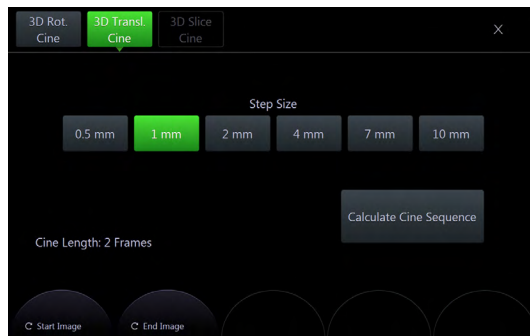 3D Rot.
Cine
3D Transl.
Cine
3D Slice
Cine
X
Step Size
0.5 mm
1 mm
2 mm
4 mm
7 mm
10 mm
Calculate Cine Sequence
Cine Length: 2 Frames
Start Image
End Image